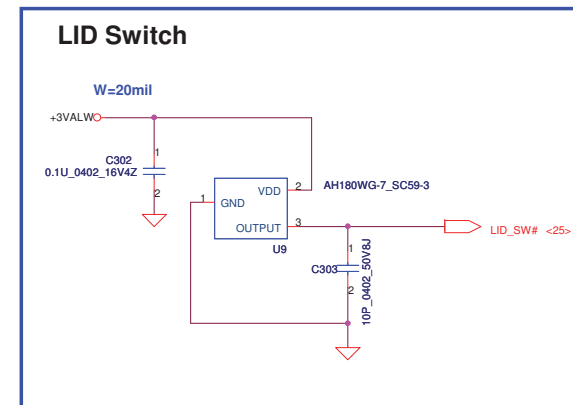 LID Switch
W=20mil
+3VALW
1
C302
0.1U_0402_16V4Z
2
1
GND
VDD
2
AH180WG-7_SC59-3
OUTPUT
3
U9
LID_SW# <25>
1
C303
2
10P_0402_50V8J